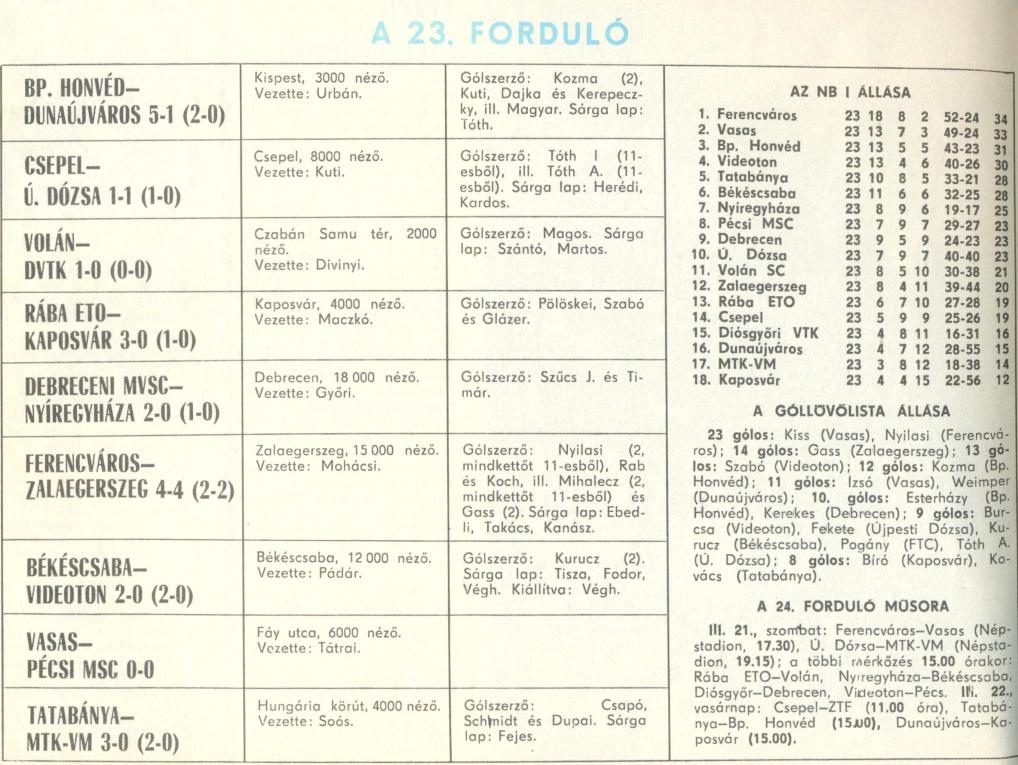 A 23. FORDULÓ
BP. HONVÉD–
DUNAÚJVÁROS 5-1 (2-0)
Kispest, 3000 néző.
Vezette: Urbán.
Gólszerző: Kozma (2),
Kuti, Dajka és Kerepecz-
ky, ill. Magyar. Sárga lap:
Tóth.
CSEPEL–
Ú. DÓZSA 1-1 (1-0)
Csepel, 8000 néző.
Vezette: Kuti.
Gólszerző: Tóth I (11-
esből), ill. Tóth A. (11-
esből). Sárga lap: Herédi,
Kardos.
VOLÁN–
DVTK 1-0 (0-0)
Czabán Samu tér, 2000
néző.
Vezette: Divinyi.
Gólszerző: Magos. Sárga
lap: Szántó, Martos.
RÁBA ETO–
KAPOSVÁR 3-0 (1-0)
Kaposvár, 4000 néző.
Vezette: Maczkó.
Gólszerző: Pölöskei, Szabó
és Glázer.
DEBRECENI MVSC–
NYÍREGYHÁZA 2-0 (1-0)
Debrecen, 18 000 néző.
Vezette: Győri.
Gólszerző: Szűcs J. és Ti-
már.
FERENCVÁROS–
ZALAEGERSZEG 4-4 (2-2)
Zalaegerszeg, 15 000 néző.
Vezette: Mohácsi.
Gólszerző: Nyilasi (2,
mindkettőt 11-esből), Rab
és Koch, ill. Mihalecz (2,
mindkettőt 11-esből) és
Gass (2). Sárga lap: Ebed-
li, Takács, Kanász.
BÉKÉSCSABA–
VIDEOTON 2-0 (2-0)
Békéscsaba, 12 000 néző.
Vezette: Pádár.
Gólszerző: Kurucz (2).
Sárga lap: Tisza, Fodor,
Végh. Kiállítva: Végh.
VASAS–
PÉCSI MSC 0-0
Fáy utca, 6000 néző.
Vezette: Tátrai.
TATABÁNYA–
MTK-VM 3-0 (2-0)
Hungária körút, 4000 néző.
Vezette: Soós.
Gólszerző: Csapó,
Schmidt és Dupai. Sárga
lap: Fejes.
AZ NB I ÁLLÁSA
1. Ferencváros 23 18 8 2 52-24 34
2. Vasas 23 13 7 3 49-24 33
3. Bp. Honvéd 23 13 5 5 43-23 31
4. Videoton 23 13 4 6 40-26 30
5. Tatabánya 23 10 8 5 33-21 28
6. Békéscsaba 23 11 6 6 32-25 28
7. Nyíregyháza 23 8 9 6 19-17 25
8. Pécsi MSC 23 7 9 7 29-27 23
9. Debrecen 23 9 5 9 24-23 23
10. Ú. Dózsa 23 7 9 7 40-40 23
11. Volán SC 23 8 5 10 30-38 21
12. Zalaegerszeg 23 8 4 11 39-44 20
13. Rába ETO 23 6 7 10 27-28 19
14. Csepel 23 5 9 9 25-26 19
15. Diósgyőri VTK 23 4 8 11 16-31 16
16. Dunaújváros 23 4 7 12 28-55 15
17. MTK-VM 23 3 8 12 18-38 14
18. Kaposvár 23 4 4 15 22-56 12
A GÓLLÖVŐLISTA ÁLLÁSA
23 gólos: Kiss (Vasas), Nyilasi (Ferencvá-
ros); 14 gólos: Gass (Zalaegerszeg); 13 gó-
los: Szabó (Videoton); 12 gólos: Kozma (Bp.
Honvéd); 11 gólos: Izsó (Vasas), Weimper
(Dunaújváros); 10. gólos: Esterházy (Bp.
Honvéd), Kerekes (Debrecen); 9 gólos: Bur-
csa (Videoton), Fekete (Újpesti Dózsa), Ku-
rucz (Békéscsaba), Pogány (FTC), Tóth A.
(Ú. Dózsa); 8 gólos: Bíró (Kaposvár), Ko-
vács (Tatabánya).
A 24. FORDULÓ MŰSORA
III. 21., szombat: Ferencváros–Vasas (Nép-
stadion, 17.30), Ú. Dózsa–MTK-VM (Népsta-
dion, 19.15); a többi mérkőzés 15.00 órakor:
Rába ETO–Volán, Nyíregyháza–Békéscsaba,
Diósgyőr–Debrecen, Videoton–Pécs. III. 22.,
vasárnap: Csepel–ZTF (11.00 óra), Tatabá-
nya–Bp. Honvéd (15.00), Dunaújváros–Ka-
posvár (15.00).